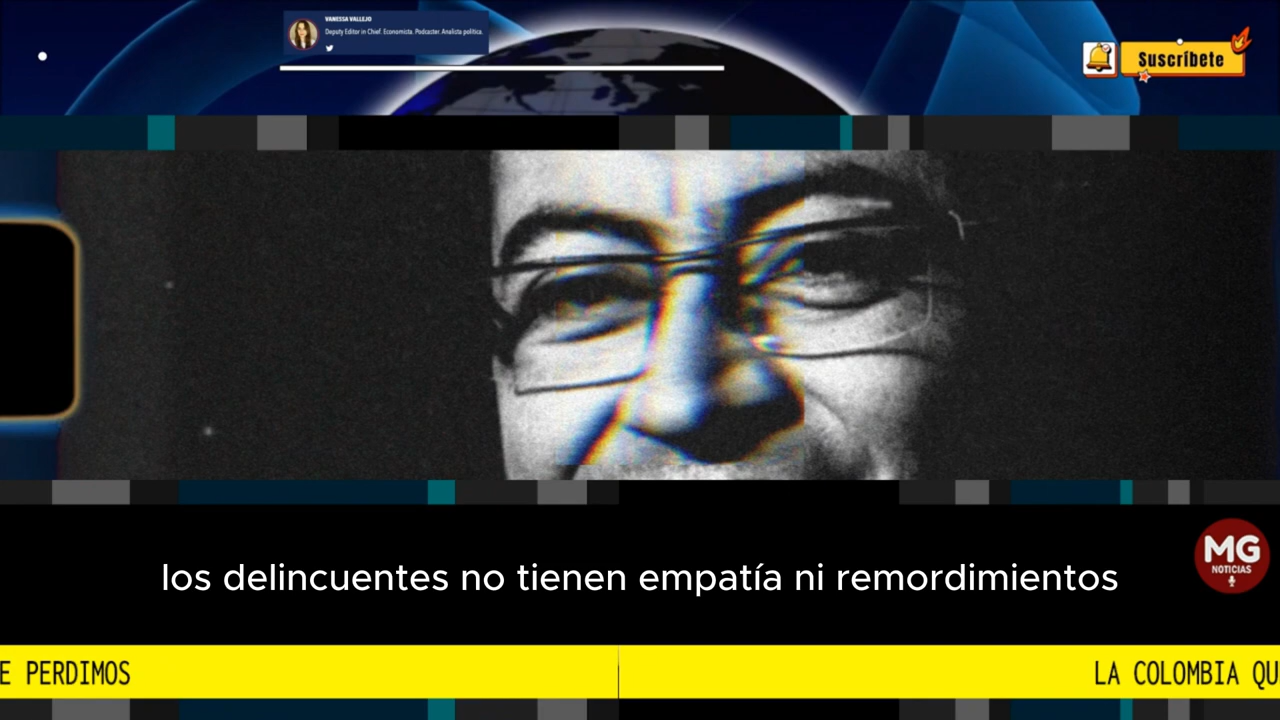 VANESSA VALLEJO
Deputy Editor in Chief. Economista. Podcaster. Analista política.
Suscríbete
los delincuentes no tienen empatía ni remordimientos
MG
NOTICIAS
E PERDIMOS
LA COLOMBIA QU